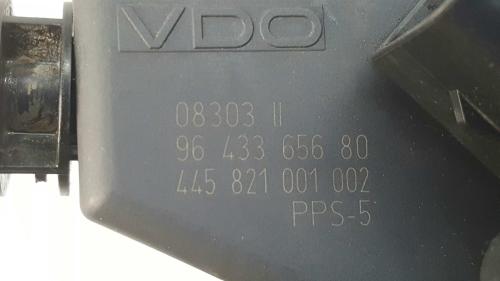 VDO
08303 II
96 433 656 80
445 821 001 002
PPS-5